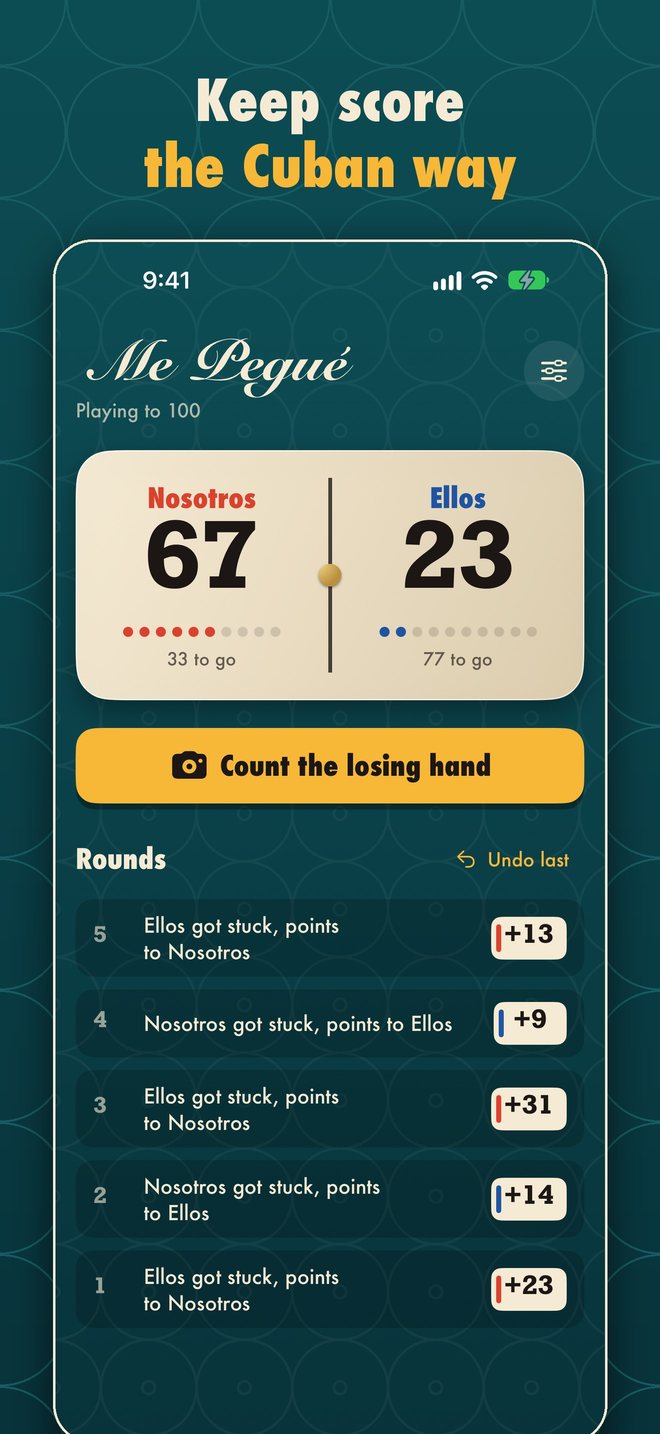 Keep score
the Cuban way
9:41
Me Pegué
Playing to 100
Nosotros
67
33 to go
Ellos
23
77 to go
Count the losing hand
Rounds
Undo last
5
Ellos got stuck, points
to Nosotros
+13
4
Nosotros got stuck, points to Ellos
+9
3
Ellos got stuck, points
to Nosotros
+31
2
Nosotros got stuck, points
to Ellos
+14
1
Ellos got stuck, points
to Nosotros
+23